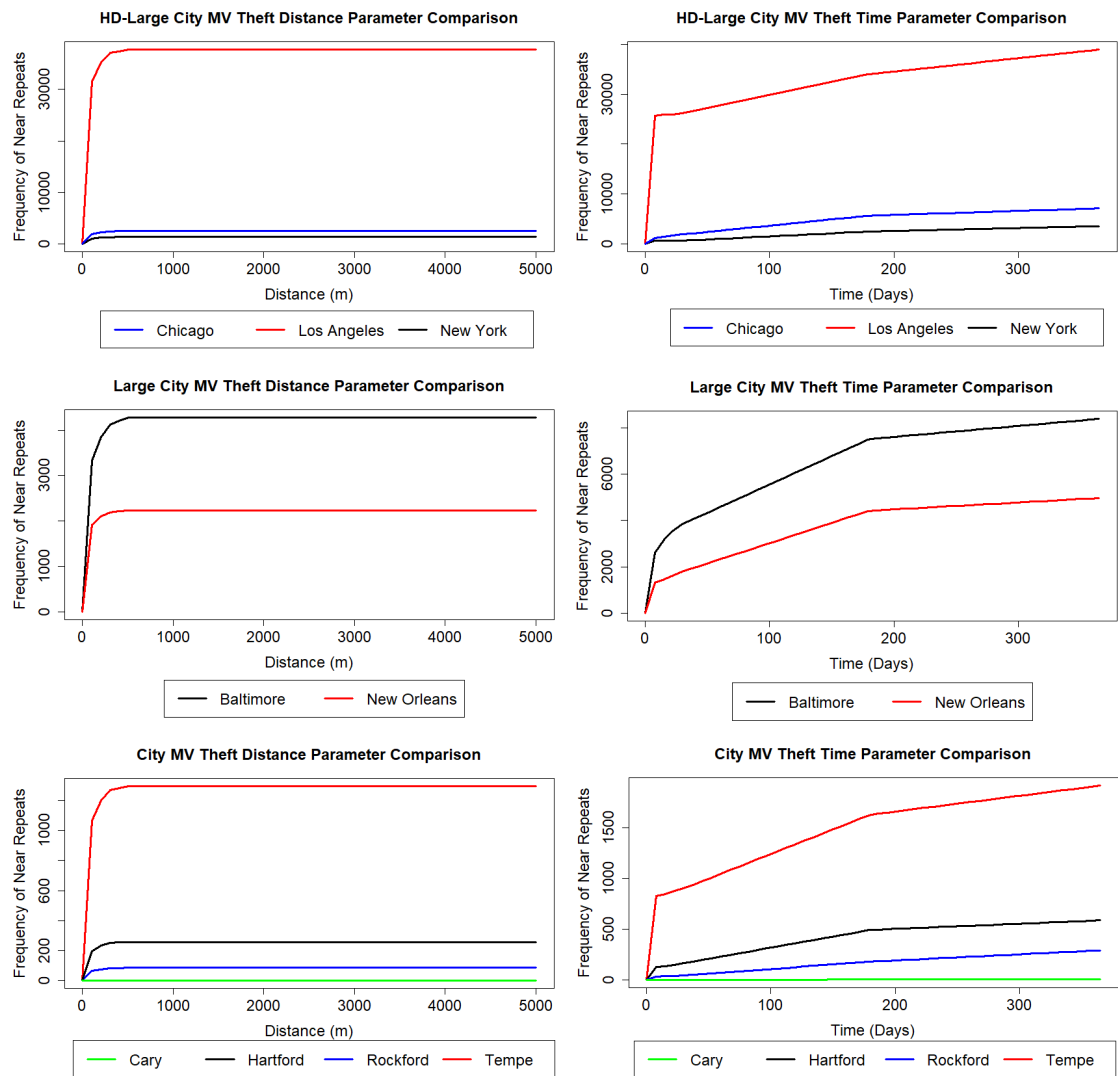 HD-Large City MV Theft Distance Parameter Comparison
Frequency of Near Repeats
0 10000 30000
0 1000 2000 3000 4000 5000
Distance (m)
Chicago Los Angeles New York
HD-Large City MV Theft Time Parameter Comparison
Frequency of Near Repeats
0 10000 30000
0 100 200 300
Time (Days)
Chicago Los Angeles New York
Large City MV Theft Distance Parameter Comparison
Frequency of Near Repeats
0 1000 3000
0 1000 2000 3000 4000 5000
Distance (m)
Baltimore New Orleans
Large City MV Theft Time Parameter Comparison
Frequency of Near Repeats
0 2000 6000
0 100 200 300
Time (Days)
Baltimore New Orleans
City MV Theft Distance Parameter Comparison
Frequency of Near Repeats
0 200 600 1000
0 1000 2000 3000 4000 5000
Distance (m)
Cary Hartford Rockford Tempe
City MV Theft Time Parameter Comparison
Frequency of Near Repeats
0 500 1000 1500
0 100 200 300
Time (Days)
Cary Hartford Rockford Tempe